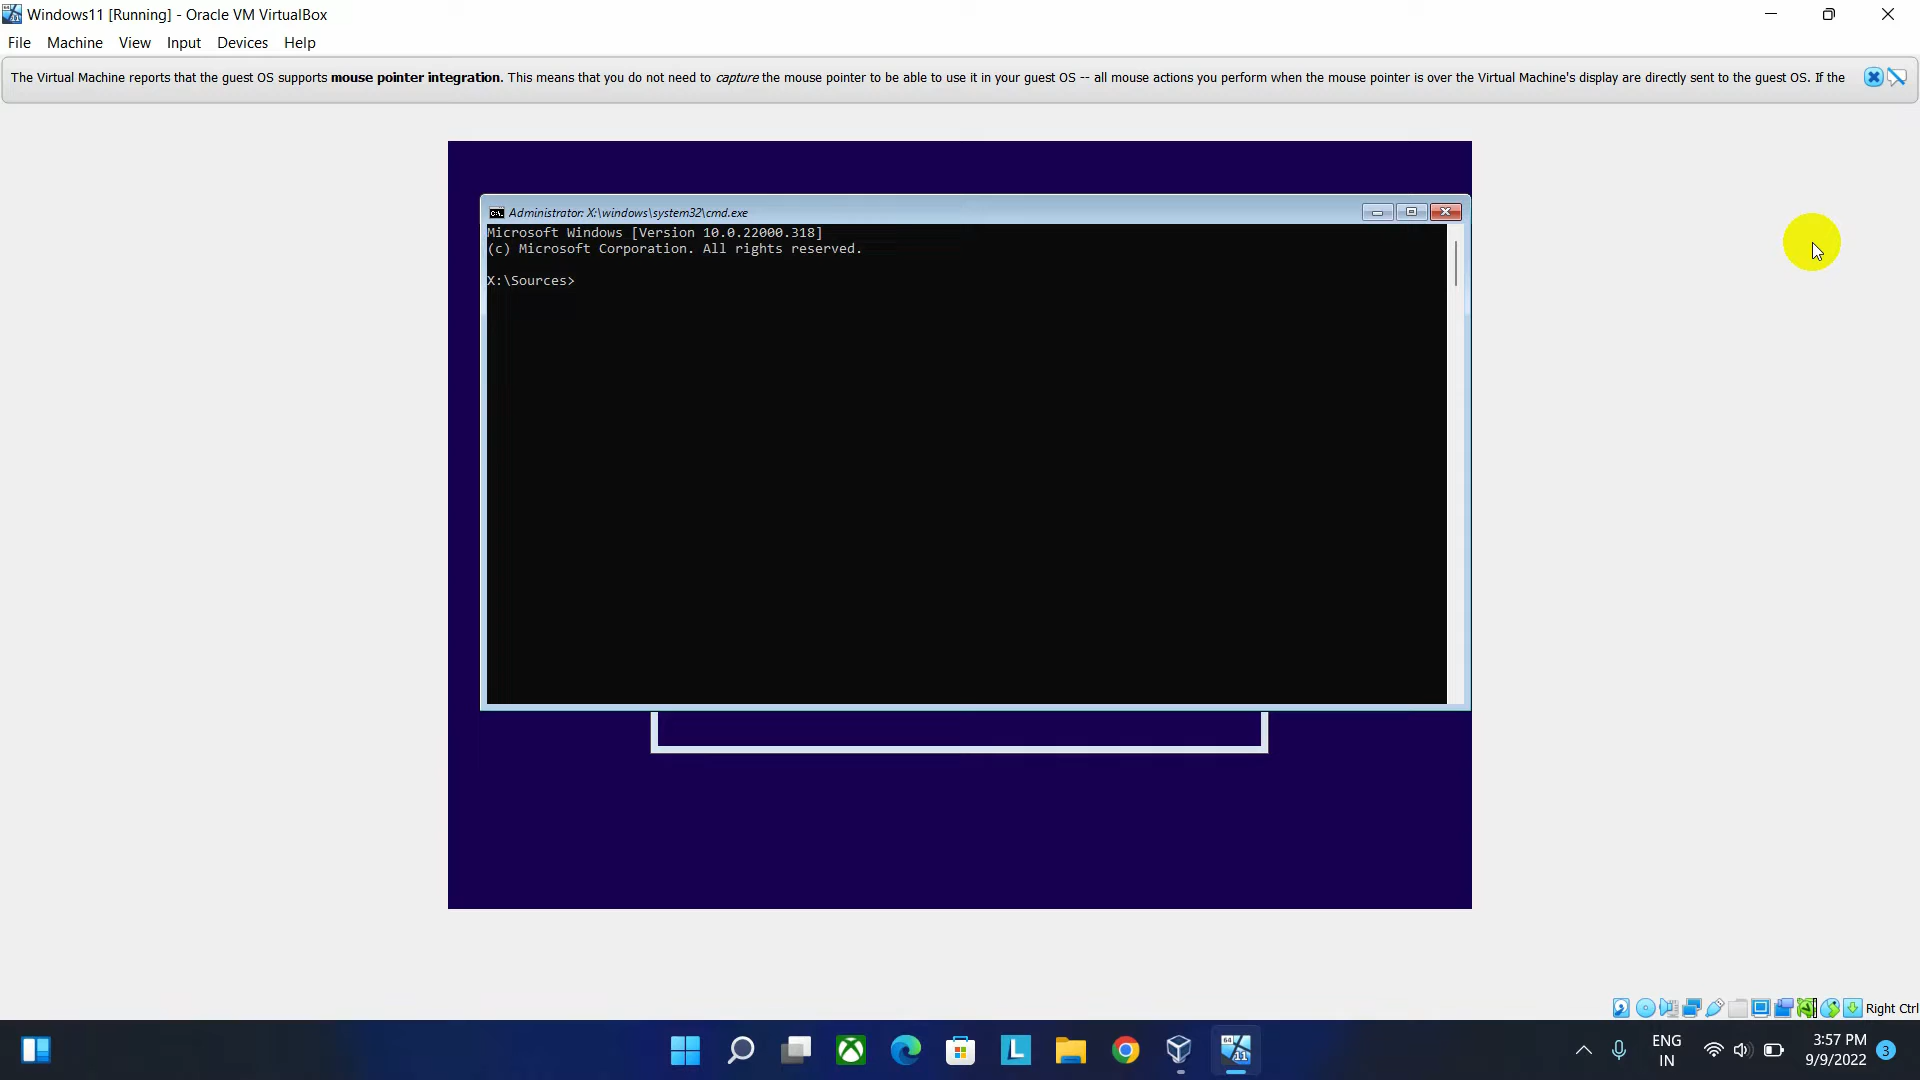 Windows11 [Running] - Oracle VM VirtualBox
File Machine View Input Devices Help
The Virtual Machine reports that the guest OS supports mouse pointer integration. This means that you do not need to capture the mouse pointer to be able to use it in your guest OS -- all mouse actions you perform when the mouse pointer is over the Virtual Machine's display are directly sent to the guest OS. If the
Administrator: X:\windows\system32\cmd.exe
Microsoft Windows [Version 10.0.22000.318]
(c) Microsoft Corporation. All rights reserved.
X:\Sources>
Right Ctrl
ENG
IN
3:57 PM
9/9/2022
3